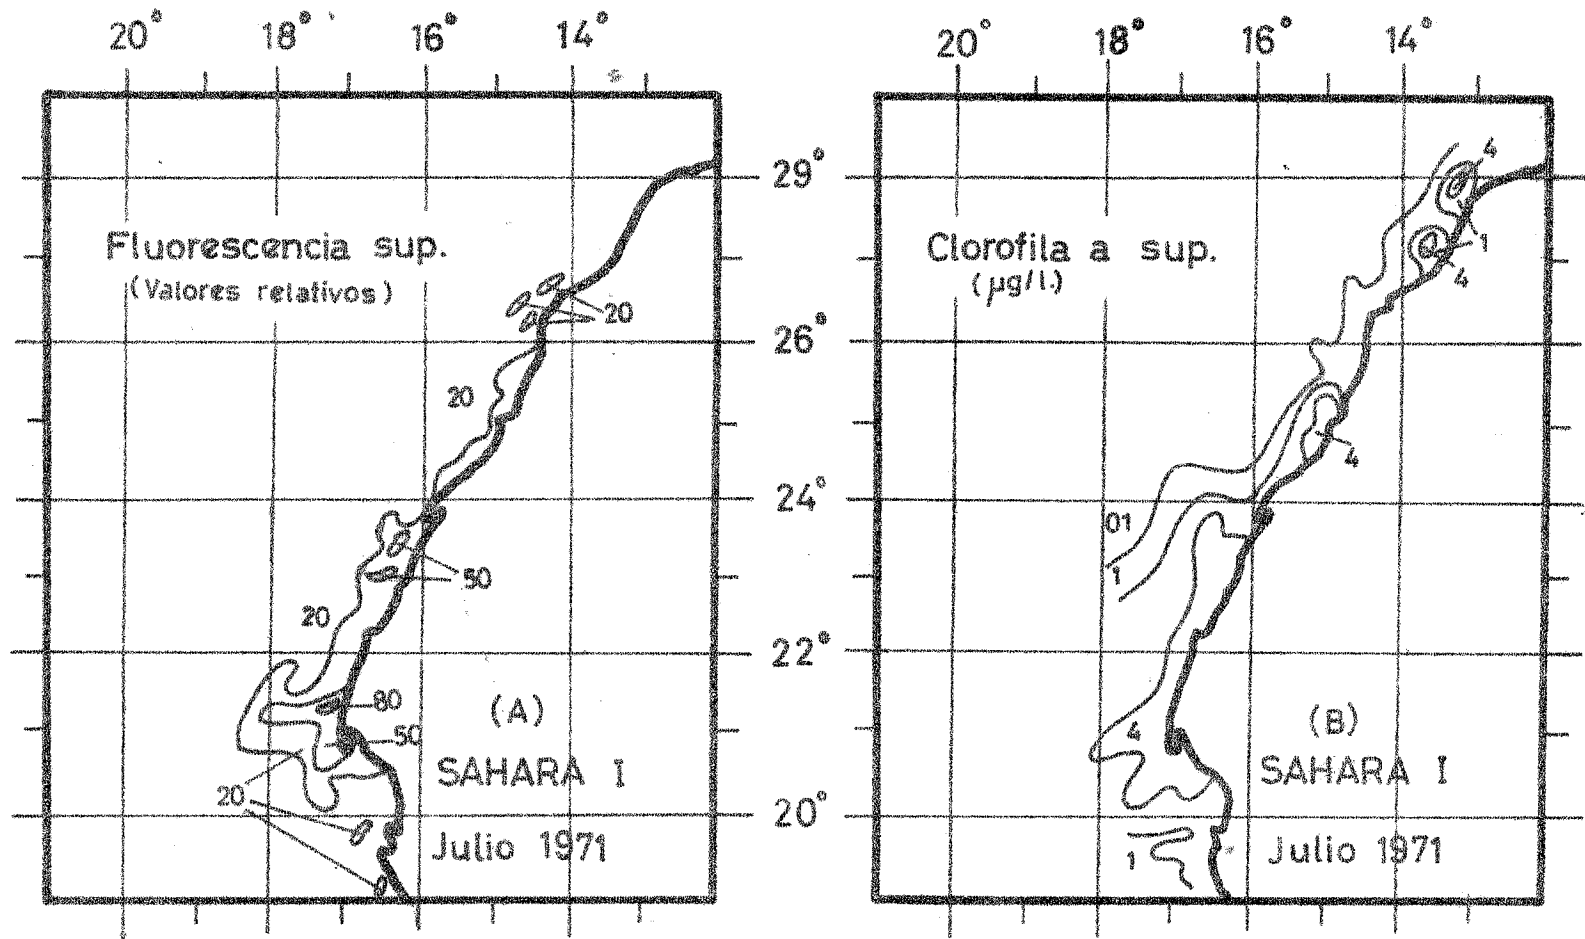 20° 18° 16° 14°
Fluorescencia sup.
(Valores relativos)
20
20
50
20
80
50
20
(A)
SAHARA I
Julio 1971
29°
26°
24°
22°
20°
20° 18° 16° 14°
Clorofila a sup.
(µg/l.)
4
1
4
4
01
1
4
1
(B)
SAHARA I
Julio 1971